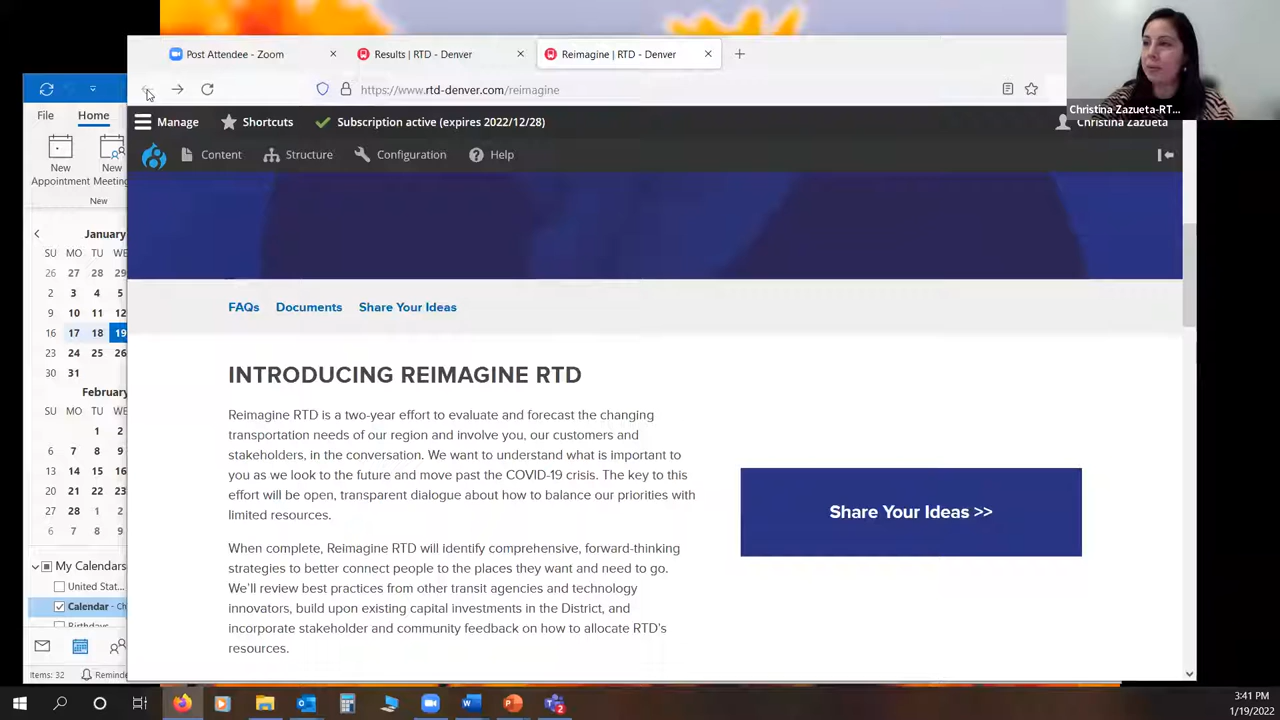 Post Attendee - Zoom
Results | RTD - Denver
Reimagine | RTD - Denver
https://www.rtd-denver.com/reimagine
Christina Zazueta-RT...
Manage
Shortcuts
Subscription active (expires 2022/12/28)
Christina Zazueta
Content
Structure
Configuration
Help
File
Home
New Appointment
New Meeting
New
January
SU MO TU WE
26 27 28 29
2 3 4 5
9 10 11 12
16 17 18 19
23 24 25 26
30 31
February
SU MO TU WE
1 2
6 7 8 9
13 14 15 16
20 21 22 23
27 28 1 2
6 7 8 9
My Calendars
United Stat...
Calendar - Ch
Birthdays
Items: 32
Reminde
FAQs
Documents
Share Your Ideas
INTRODUCING REIMAGINE RTD
Reimagine RTD is a two-year effort to evaluate and forecast the changing
transportation needs of our region and involve you, our customers and
stakeholders, in the conversation. We want to understand what is important to
you as we look to the future and move past the COVID-19 crisis. The key to this
effort will be open, transparent dialogue about how to balance our priorities with
limited resources.
When complete, Reimagine RTD will identify comprehensive, forward-thinking
strategies to better connect people to the places they want and need to go.
We'll review best practices from other transit agencies and technology
innovators, build upon existing capital investments in the District, and
incorporate stakeholder and community feedback on how to allocate RTD's
resources.
Share Your Ideas >>
3:41 PM
1/19/2022